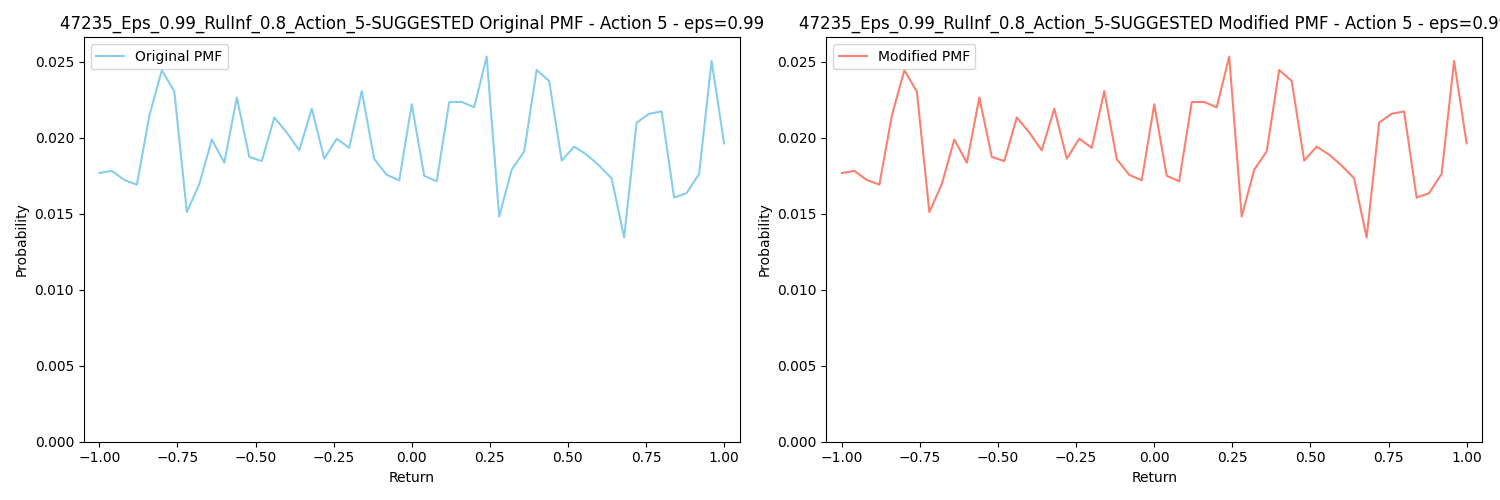 47235_Eps_0.99_RulInf_0.8_Action_5-SUGGESTED Original PMF - Action 5 - eps=0.99
Original PMF
Probability
0.025
0.020
0.015
0.010
0.005
0.000
−1.00 −0.75 −0.50 −0.25 0.00 0.25 0.50 0.75 1.00
Return
47235_Eps_0.99_RulInf_0.8_Action_5-SUGGESTED Modified PMF - Action 5 - eps=0.9
Modified PMF
Probability
0.025
0.020
0.015
0.010
0.005
0.000
−1.00 −0.75 −0.50 −0.25 0.00 0.25 0.50 0.75 1.00
Return